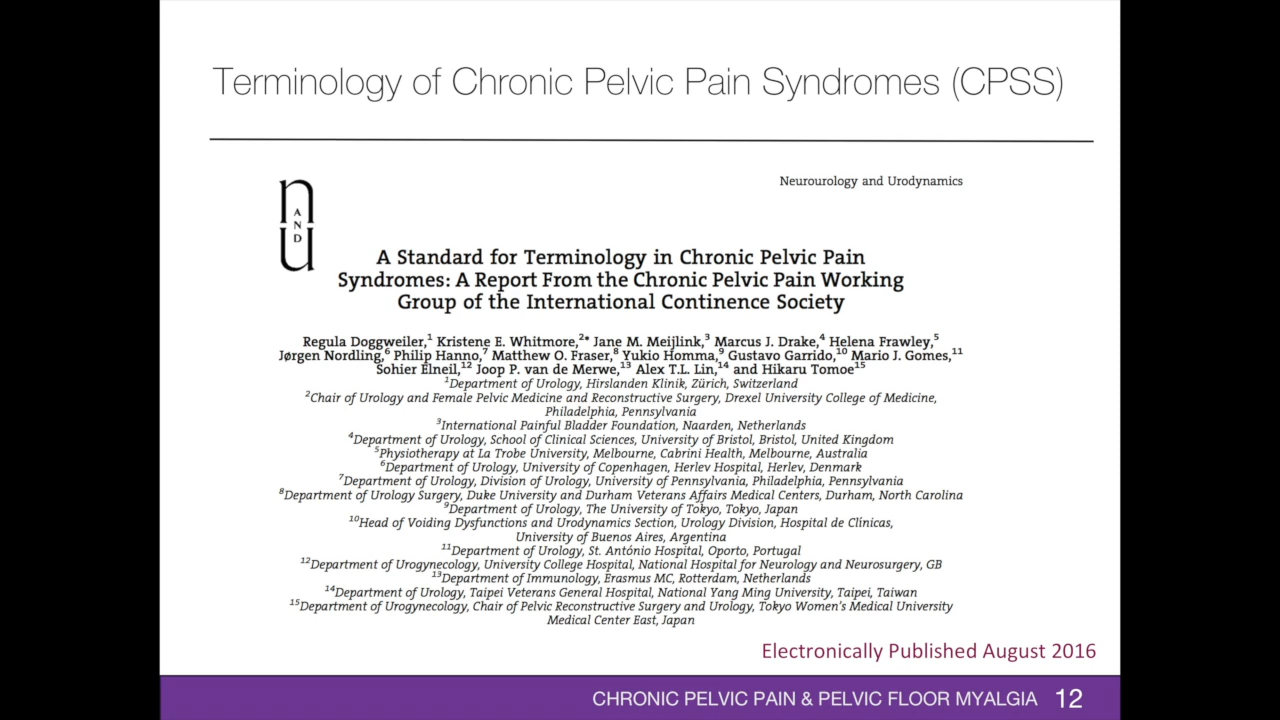 Terminology of Chronic Pelvic Pain Syndromes (CPSS)
n AND u
Neurourology and Urodynamics
A Standard for Terminology in Chronic Pelvic Pain
Syndromes: A Report From the Chronic Pelvic Pain Working
Group of the International Continence Society
Regula Doggweiler,¹ Kristene E. Whitmore,²* Jane M. Meijlink,³ Marcus J. Drake,⁴ Helena Frawley,⁵
Jørgen Nordling,⁶ Philip Hanno,⁷ Matthew O. Fraser,⁸ Yukio Homma,⁹ Gustavo Garrido,¹⁰ Mario J. Gomes,¹¹
Sohier Elneil,¹² Joop P. van de Merwe,¹³ Alex T.L. Lin,¹⁴ and Hikaru Tomoe¹⁵
¹Department of Urology, Hirslanden Klinik, Zürich, Switzerland
²Chair of Urology and Female Pelvic Medicine and Reconstructive Surgery, Drexel University College of Medicine,
Philadelphia, Pennsylvania
³International Painful Bladder Foundation, Naarden, Netherlands
⁴Department of Urology, School of Clinical Sciences, University of Bristol, Bristol, United Kingdom
⁵Physiotherapy at La Trobe University, Melbourne, Cabrini Health, Melbourne, Australia
⁶Department of Urology, University of Copenhagen, Herlev Hospital, Herlev, Denmark
⁷Department of Urology, Division of Urology, University of Pennsylvania, Philadelphia, Pennsylvania
⁸Department of Urology Surgery, Duke University and Durham Veterans Affairs Medical Centers, Durham, North Carolina
⁹Department of Urology, The University of Tokyo, Tokyo, Japan
¹⁰Head of Voiding Dysfunctions and Urodynamics Section, Urology Division, Hospital de Clínicas,
University of Buenos Aires, Argentina
¹¹Department of Urology, St. António Hospital, Oporto, Portugal
¹²Department of Urogynecology, University College Hospital, National Hospital for Neurology and Neurosurgery, GB
¹³Department of Immunology, Erasmus MC, Rotterdam, Netherlands
¹⁴Department of Urology, Taipei Veterans General Hospital, National Yang Ming University, Taipei, Taiwan
¹⁵Department of Urogynecology, Chair of Pelvic Reconstructive Surgery and Urology, Tokyo Women's Medical University
Medical Center East, Japan
Electronically Published August 2016
CHRONIC PELVIC PAIN & PELVIC FLOOR MYALGIA 12